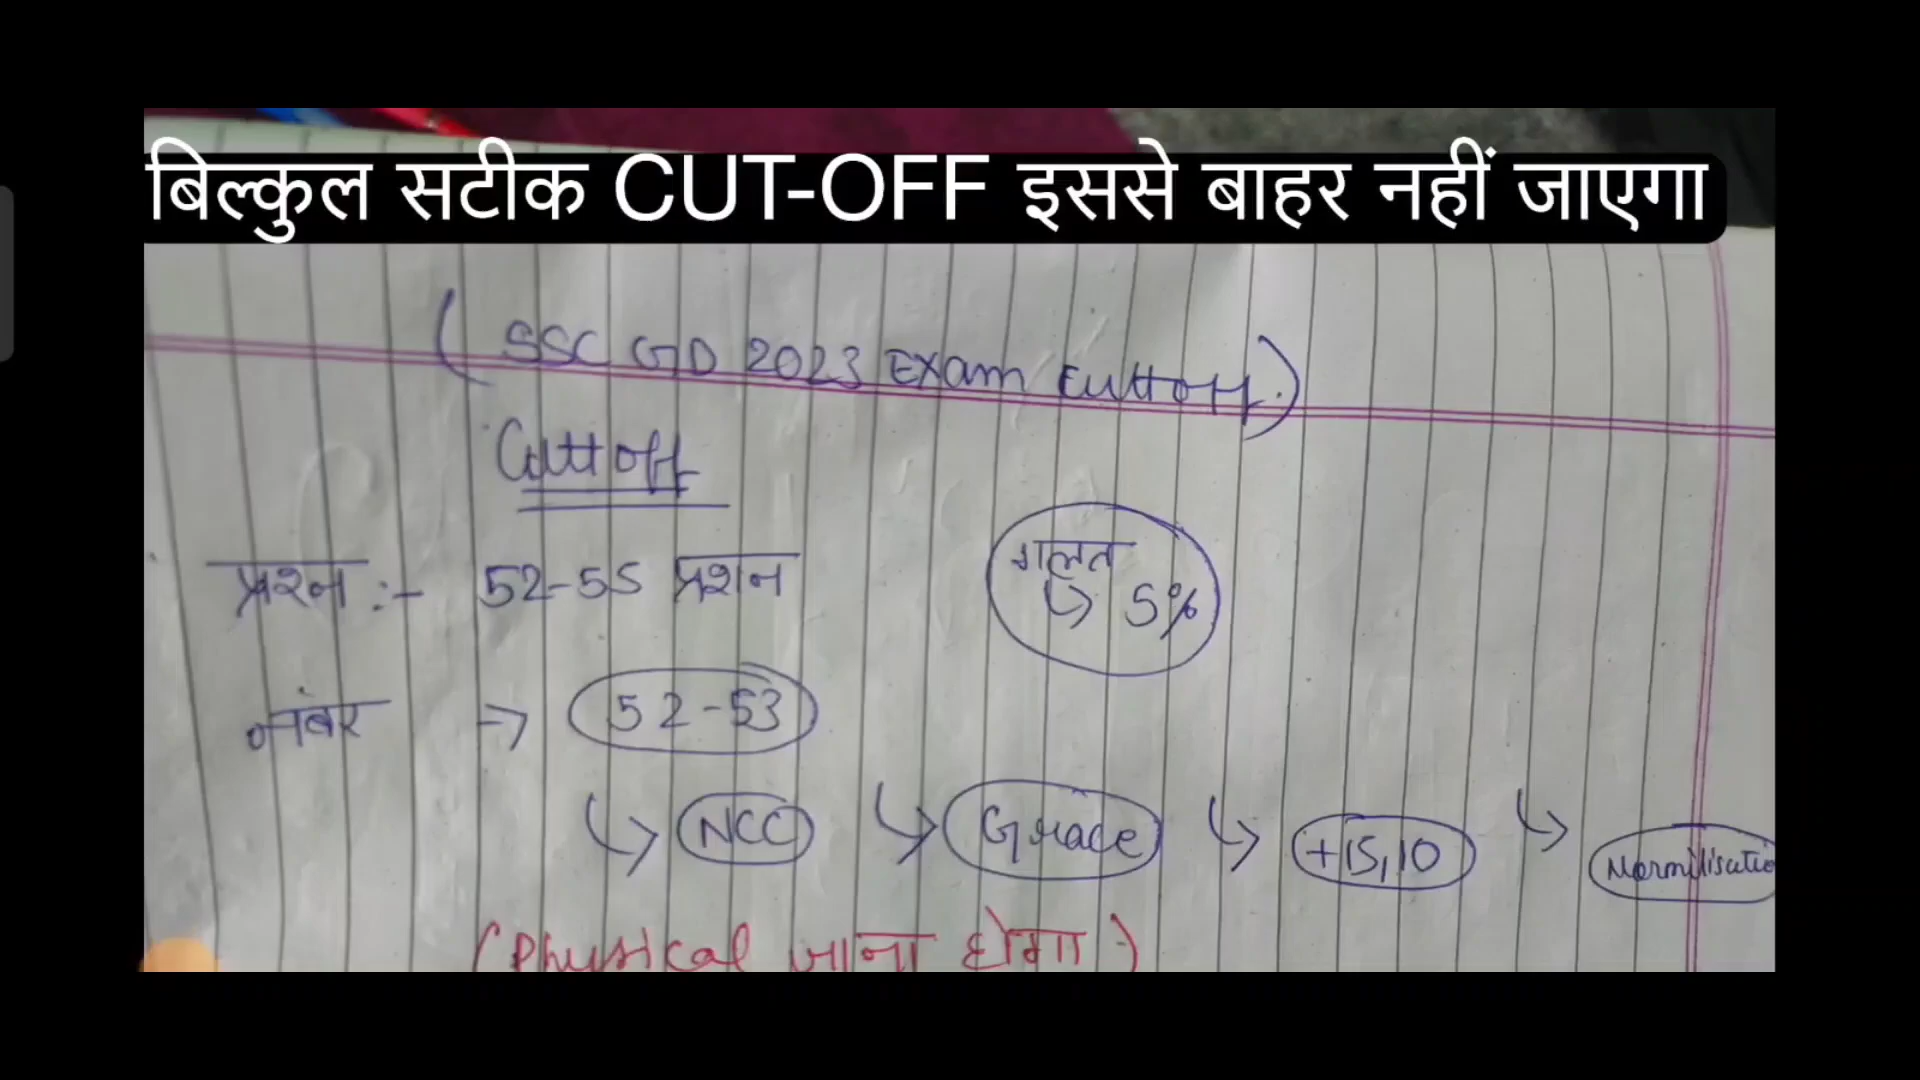 बिल्कुल सटीक CUT-OFF इससे बाहर नहीं जाएगा
( SSC GD 2023 Exam Cuttoff.)
Cuttoff
प्रश्न :- 52-55 प्रशन
गलत
↳ 5%
नंबर → 52-53
↳ NCC ↳ Grace ↳ +15,10 ↳ Normilisatio
(Physical जाना होगा)